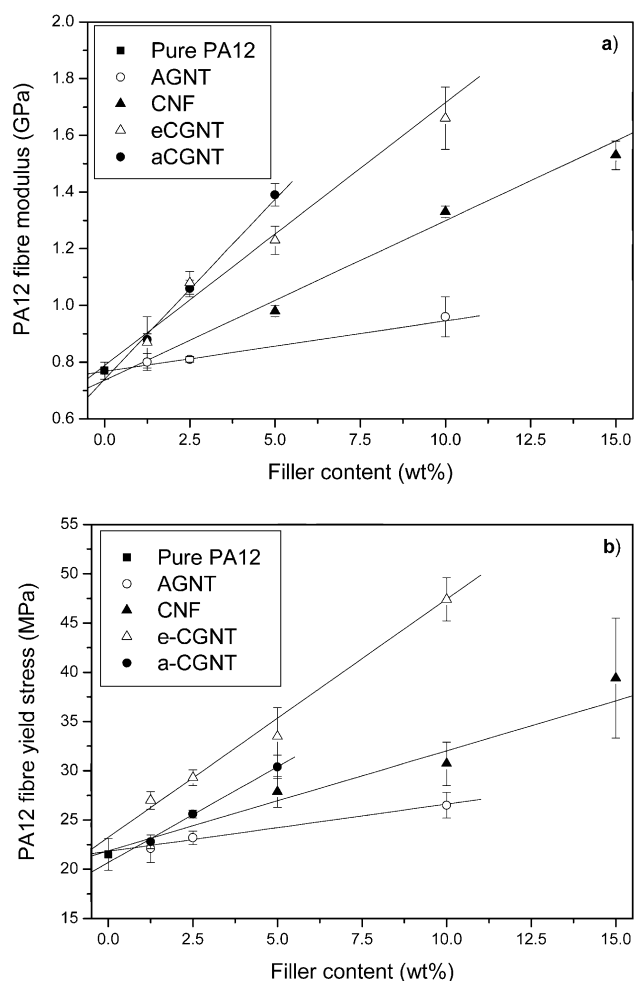 a)
Pure PA12
AGNT
CNF
eCGNT
aCGNT
PA12 fibre modulus (GPa)
2.0
1.8
1.6
1.4
1.2
1.0
0.8
0.6
0.0 2.5 5.0 7.5 10.0 12.5 15.0
Filler content (wt%)
b)
Pure PA12
AGNT
CNF
e-CGNT
a-CGNT
PA12 fibre yield stress (MPa)
55
50
45
40
35
30
25
20
15
0.0 2.5 5.0 7.5 10.0 12.5 15.0
Filler content (wt%)